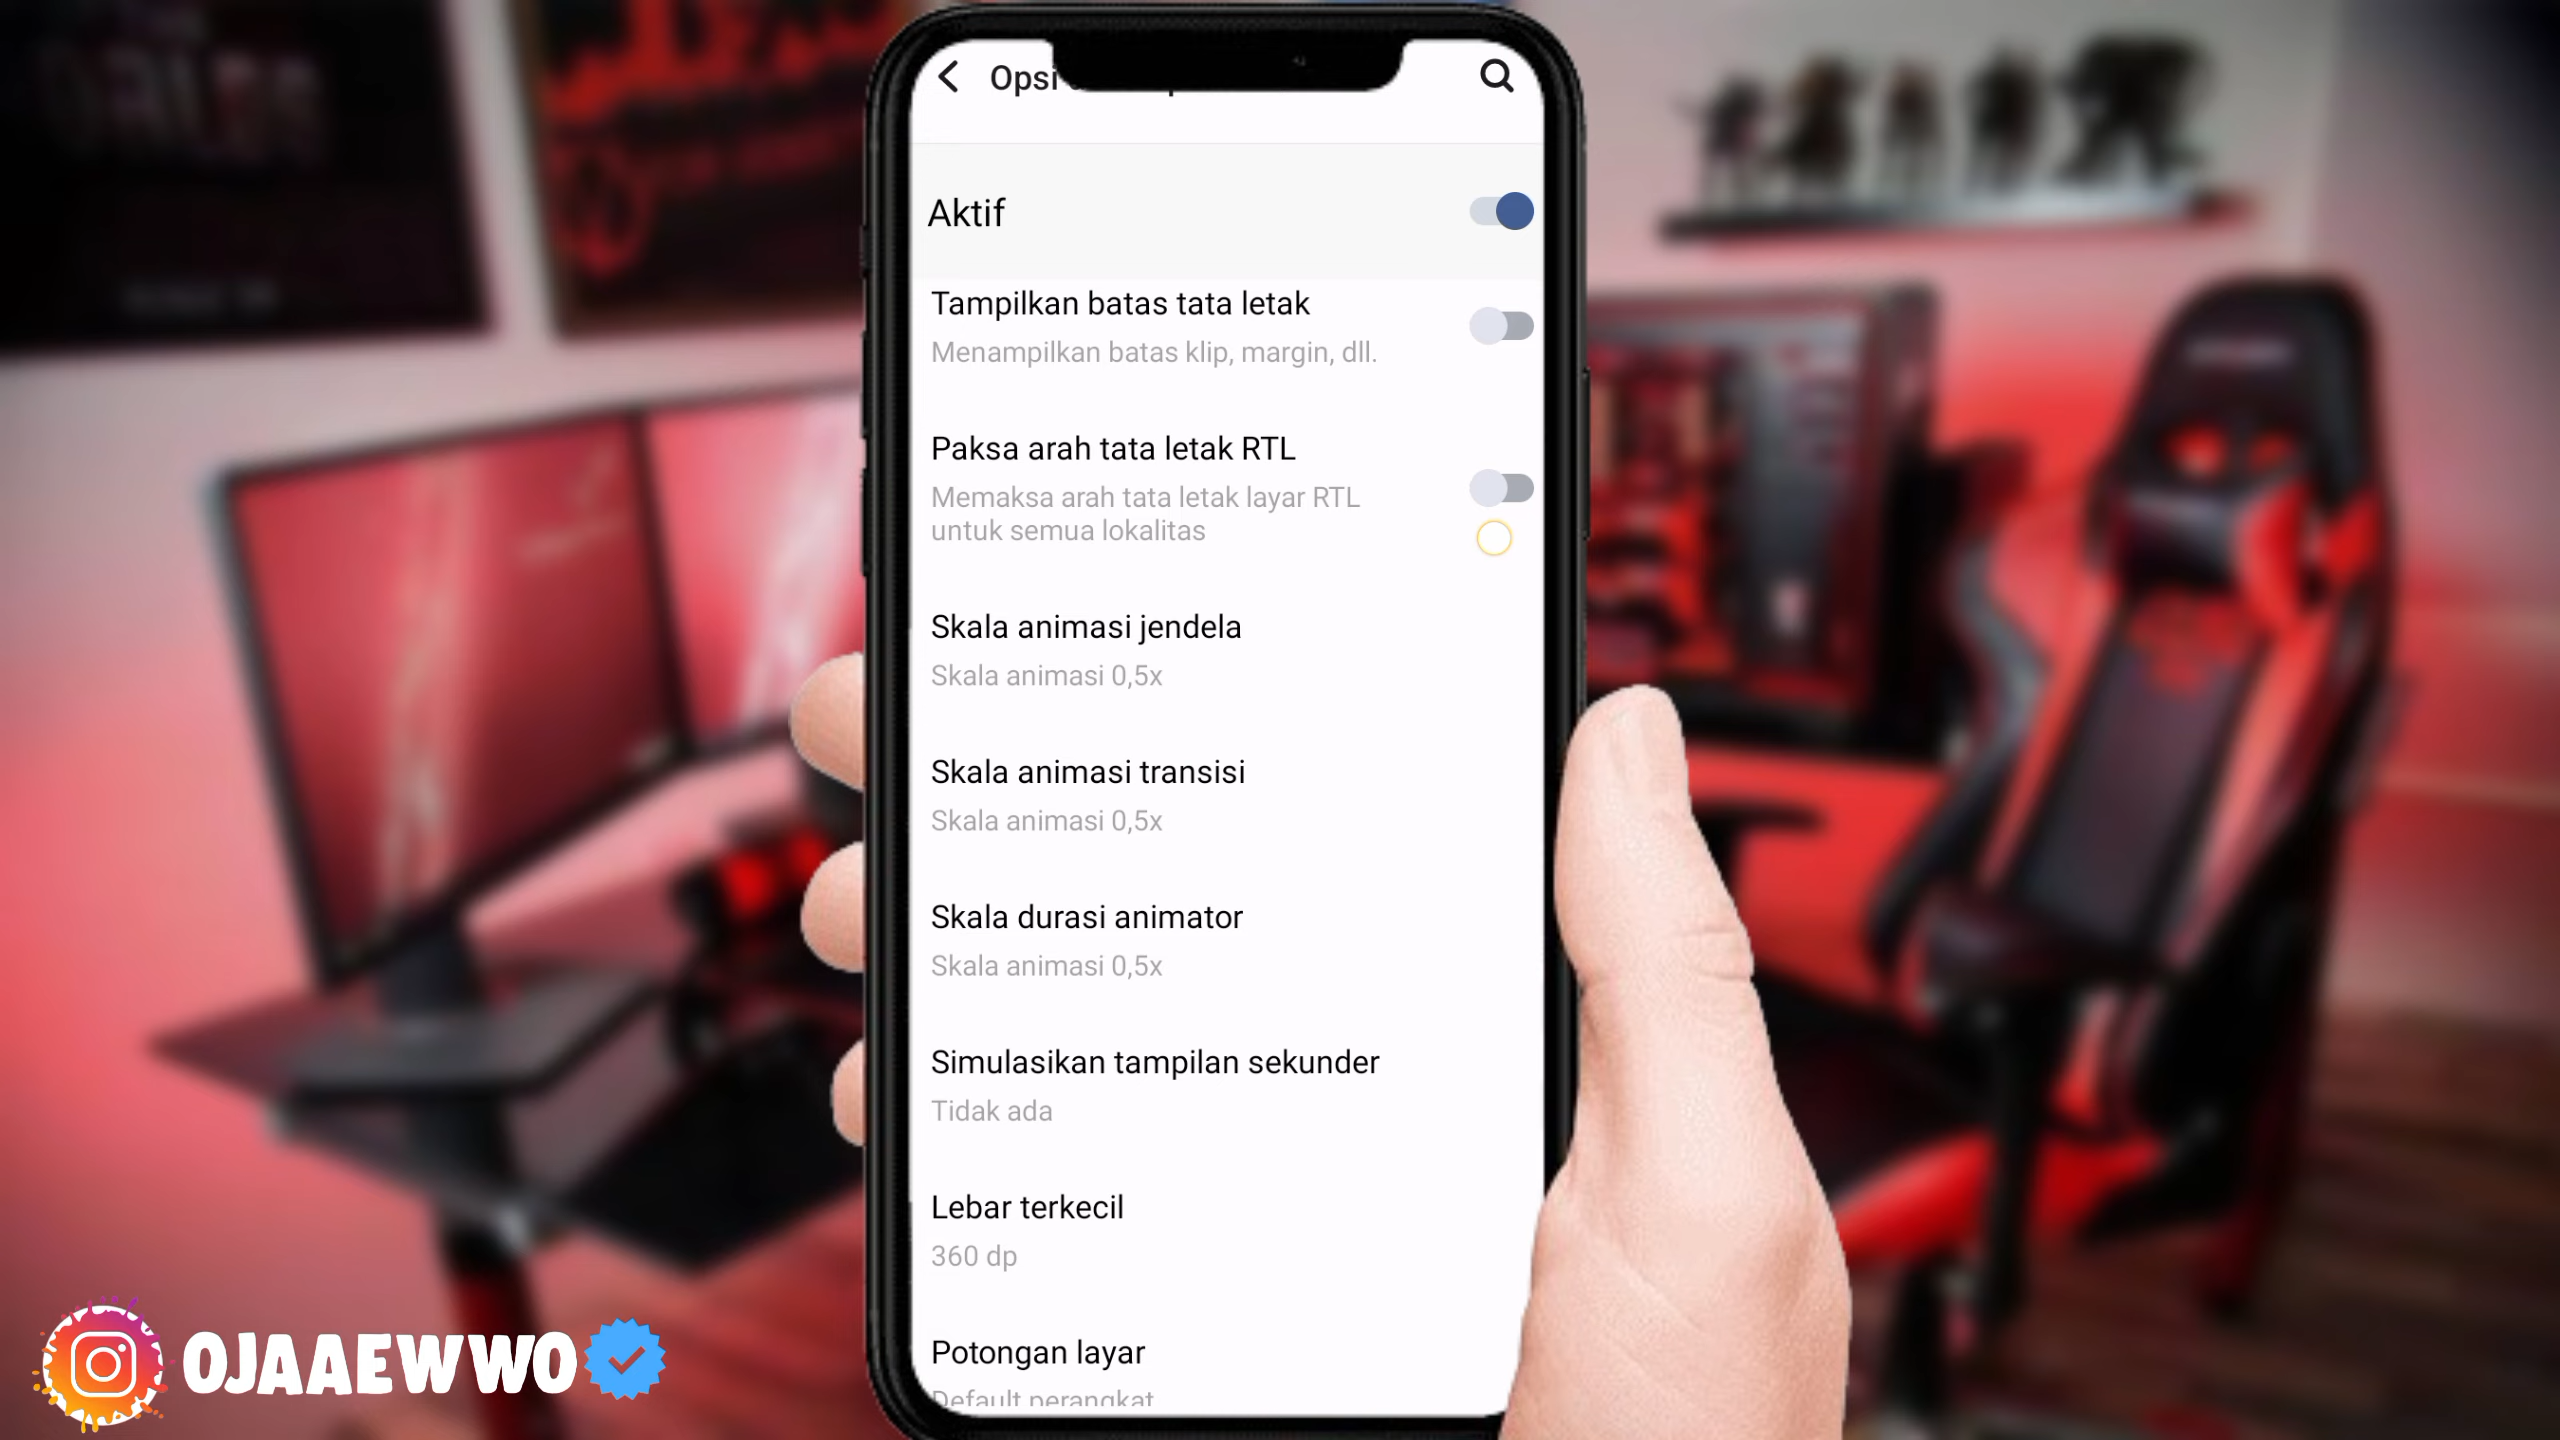 Opsi
Aktif
Tampilkan batas tata letak
Menampilkan batas klip, margin, dll.
Paksa arah tata letak RTL
Memaksa arah tata letak layar RTL
untuk semua lokalitas
Skala animasi jendela
Skala animasi 0,5x
Skala animasi transisi
Skala animasi 0,5x
Skala durasi animator
Skala animasi 0,5x
Simulasikan tampilan sekunder
Tidak ada
Lebar terkecil
360 dp
Potongan layar
Default perangkat
OJAAEWWO